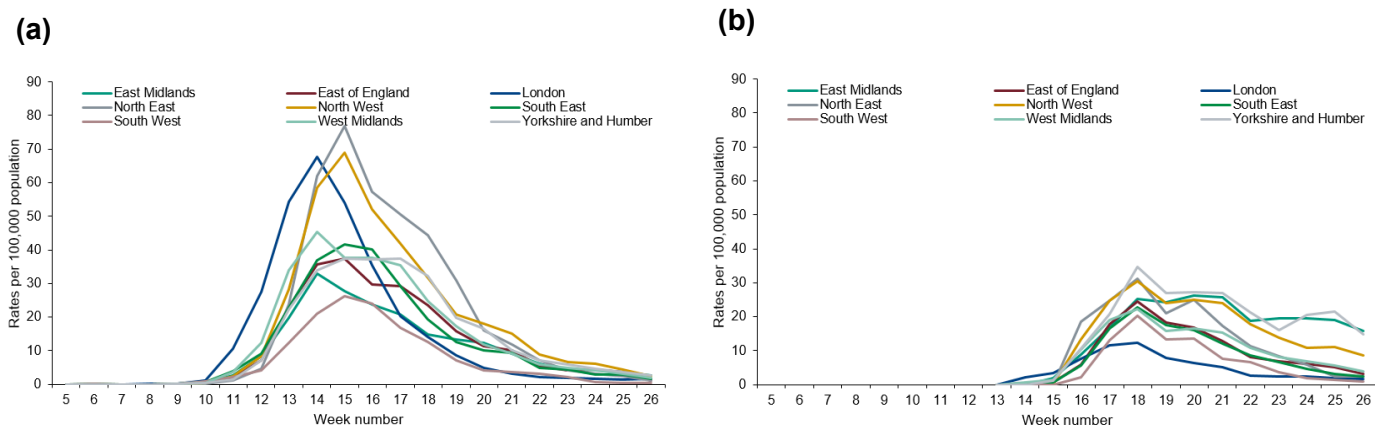 (a)
East Midlands East of England London
North East North West South East
South West West Midlands Yorkshire and Humber
Rates per 100,000 population
90
80
70
60
50
40
30
20
10
0
5 6 7 8 9 10 11 12 13 14 15 16 17 18 19 20 21 22 23 24 25 26
Week number
(b)
East Midlands East of England London
North East North West South East
South West West Midlands Yorkshire and Humber
Rates per 100,000 population
90
80
70
60
50
40
30
20
10
0
5 6 7 8 9 10 11 12 13 14 15 16 17 18 19 20 21 22 23 24 25 26
Week number